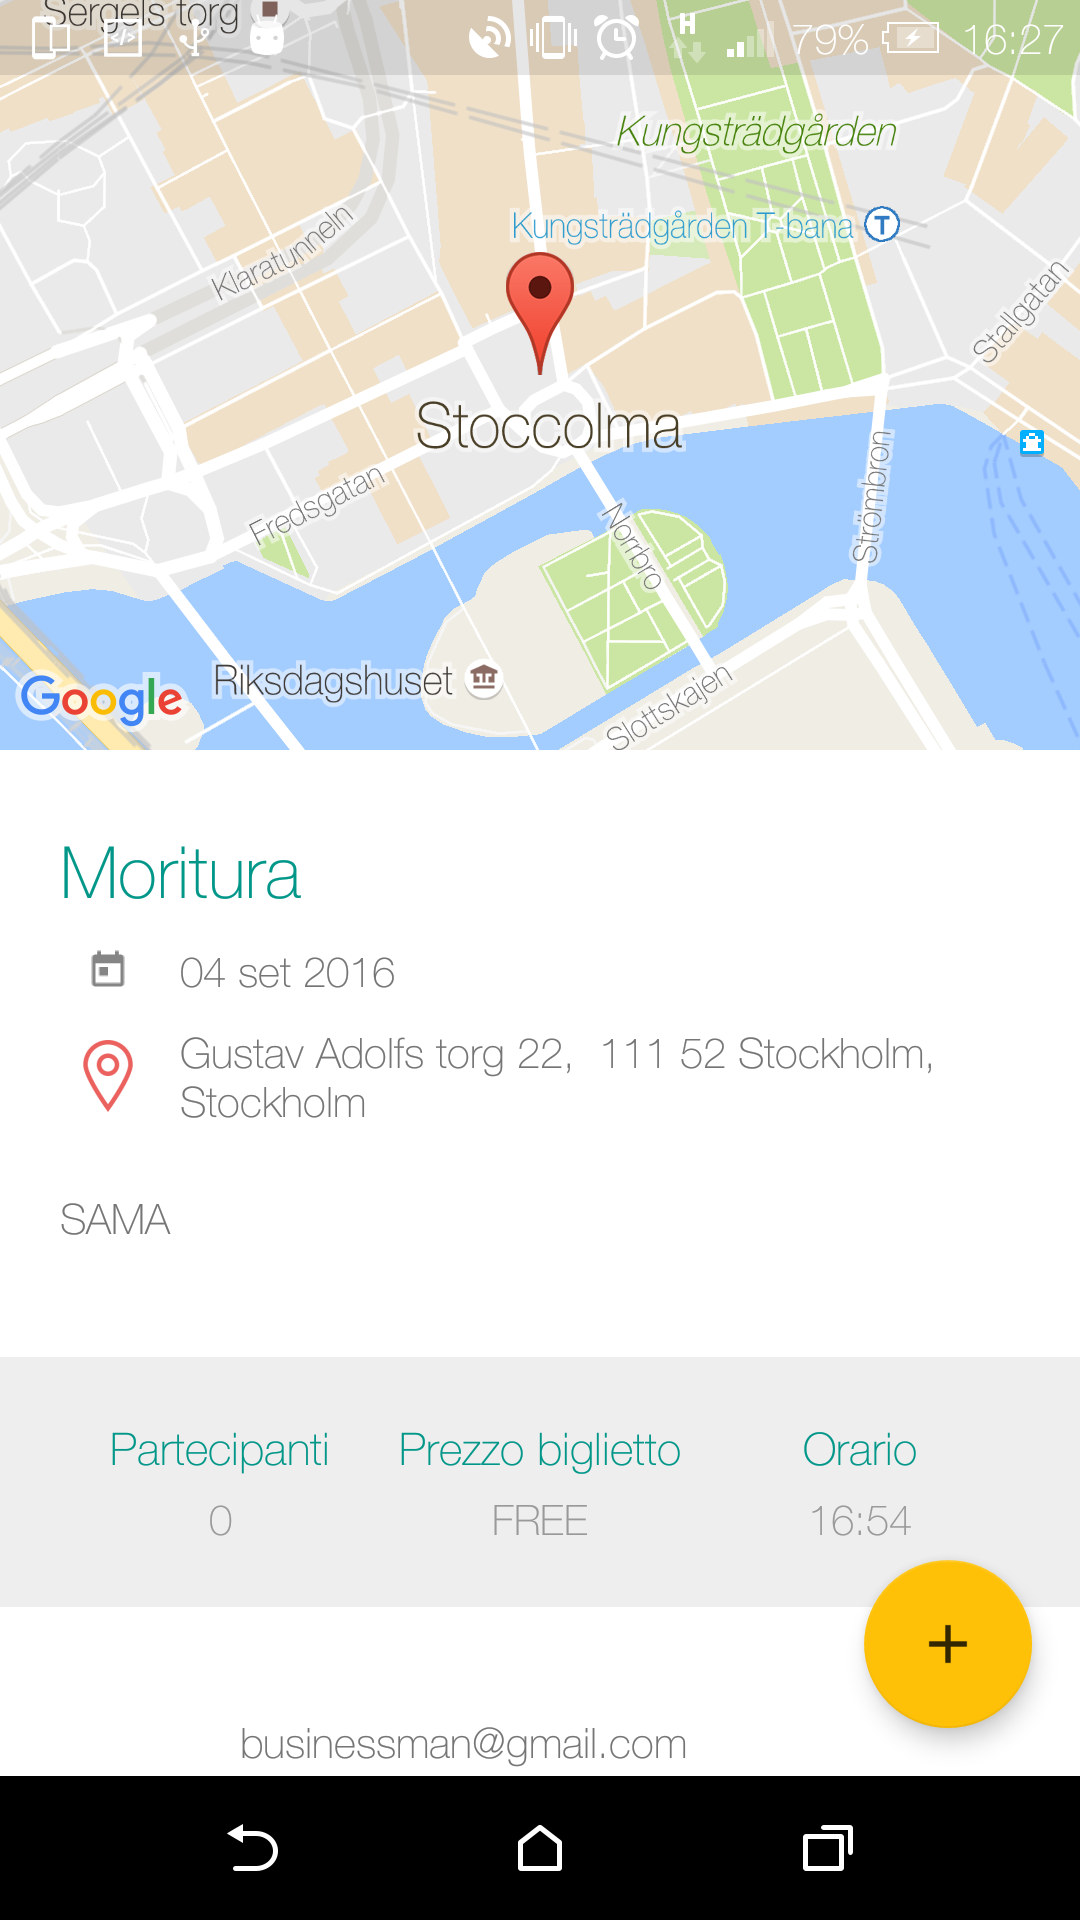 Sergels torg
79% 16:27
Kungsträdgården
Kungsträdgården T-bana T
Klaratunneln
Stallgatan
Stoccolma
Fredsgatan
Norrbro
Strömbron
Riksdagshuset
Google
Slottskajen
Moritura
04 set 2016
Gustav Adolfs torg 22,  111 52 Stockholm,
Stockholm
SAMA
Partecipanti Prezzo biglietto Orario
0 FREE 16:54
businessman@gmail.com